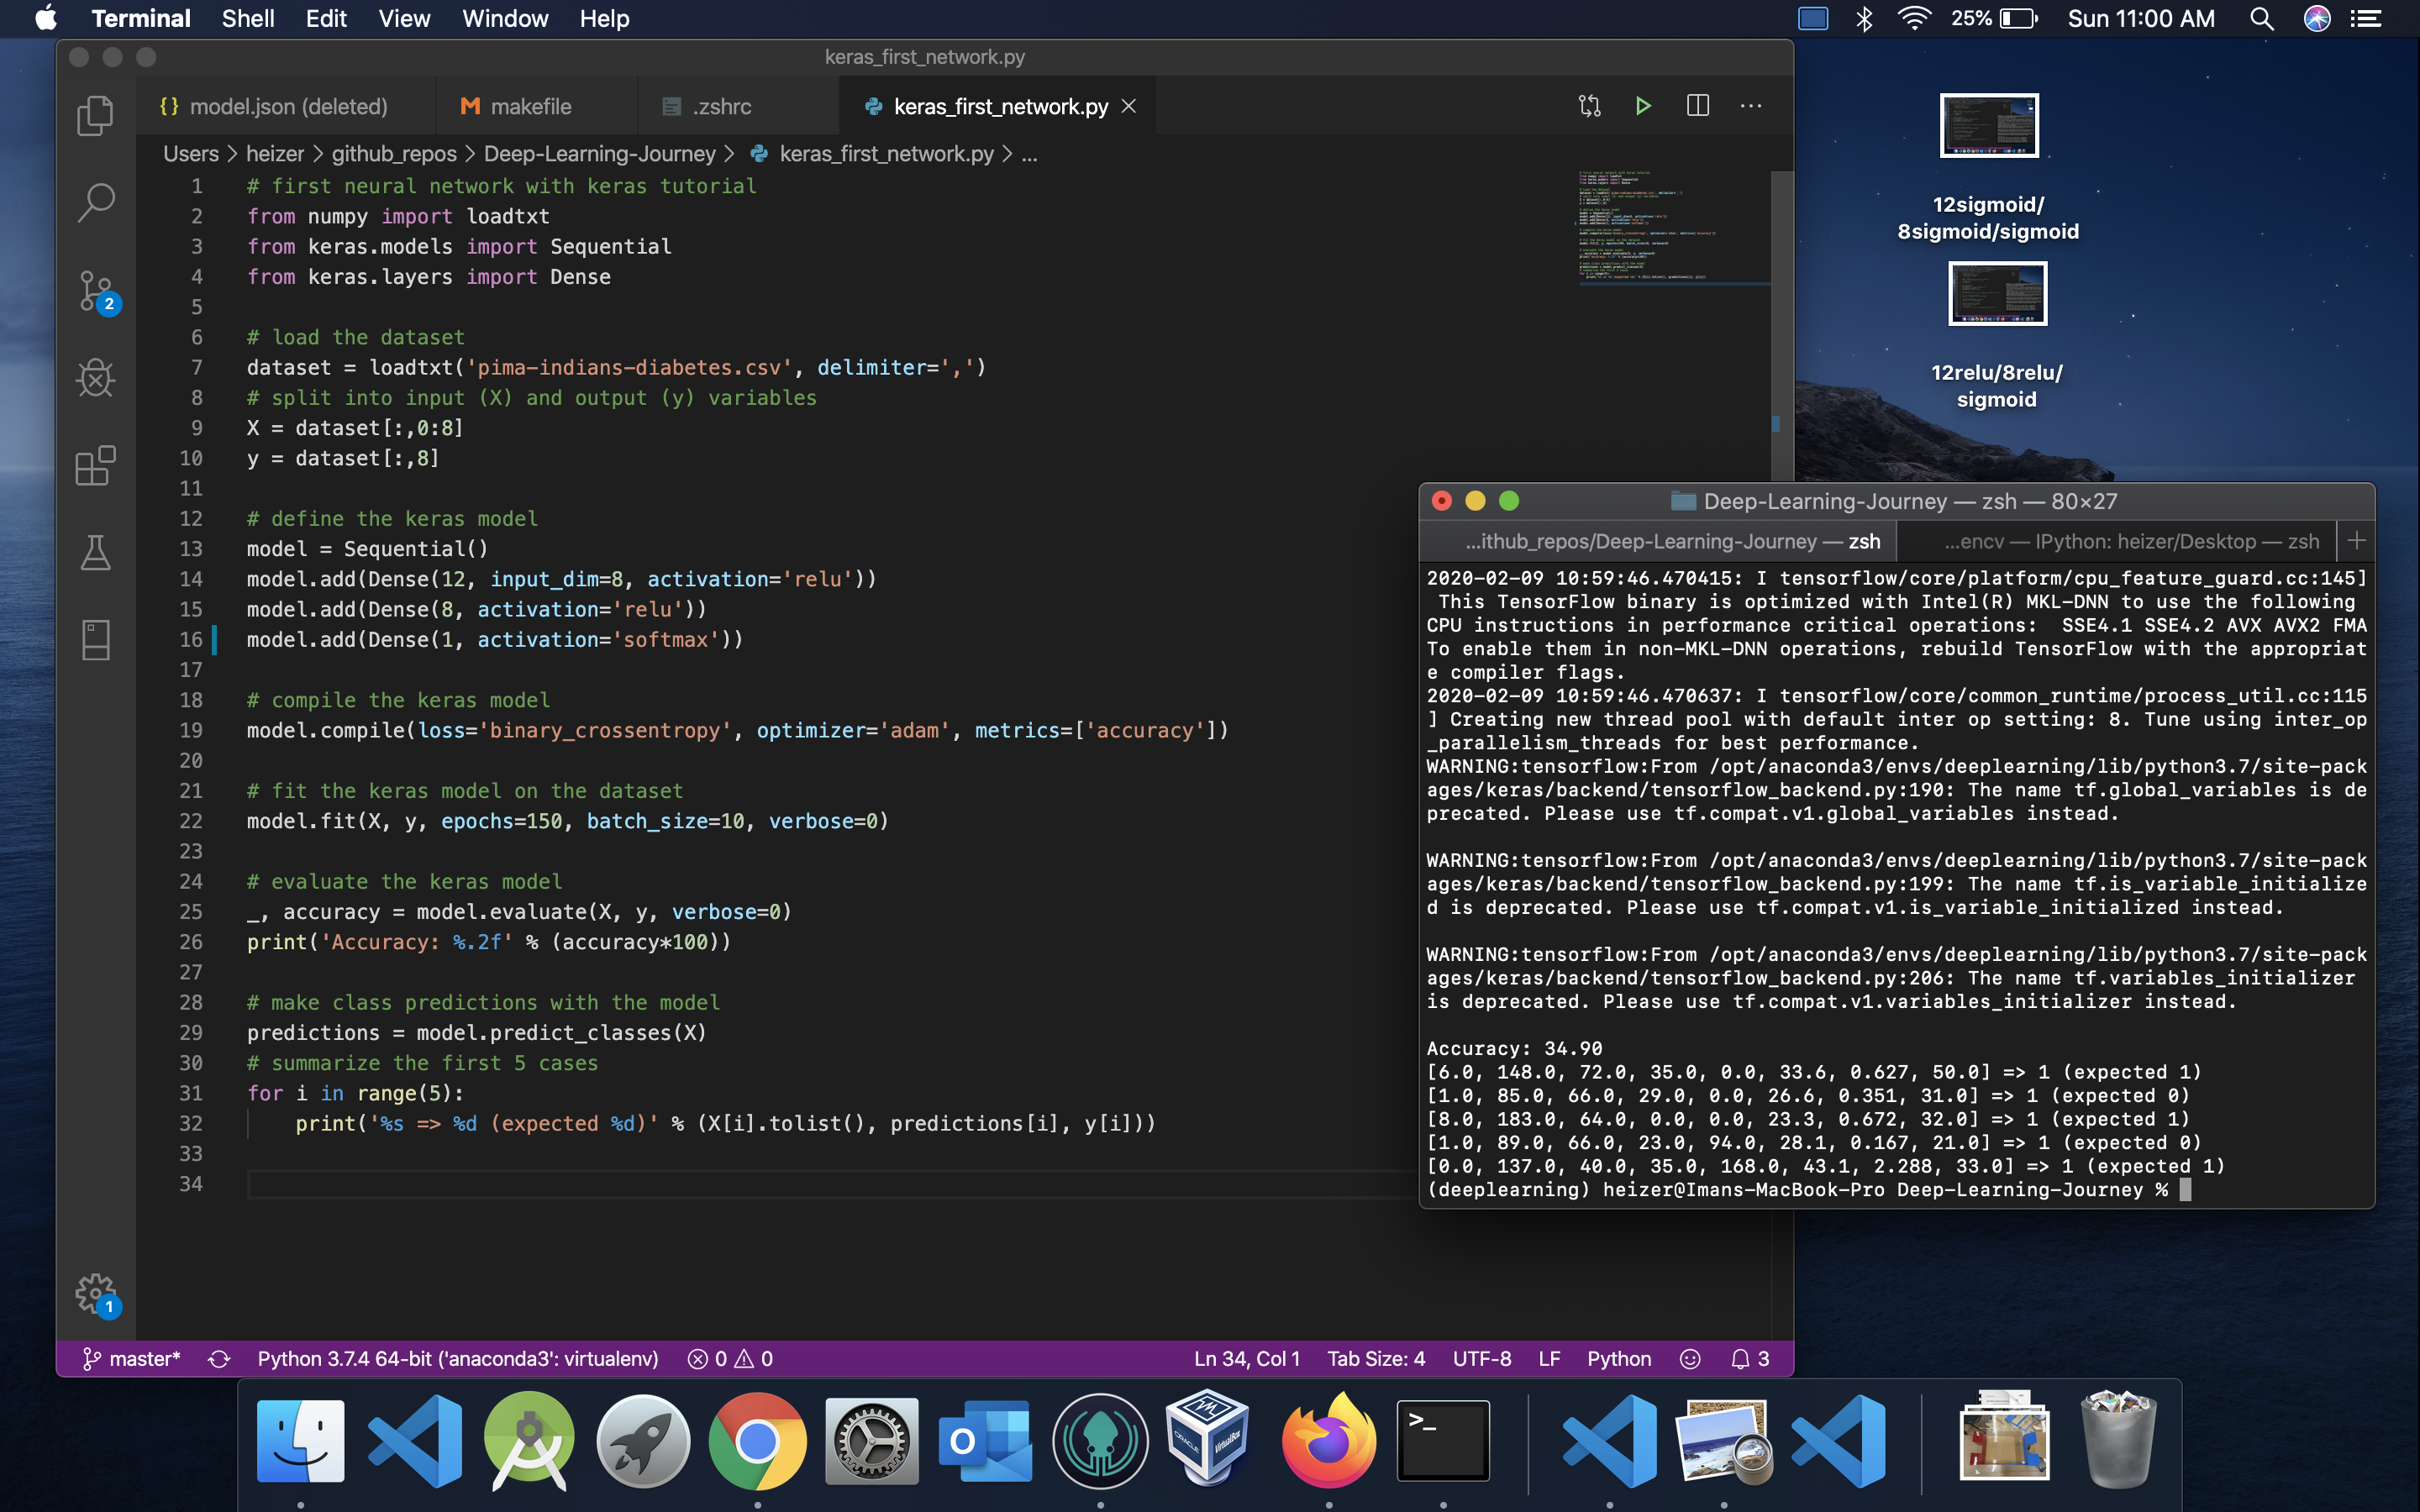 Terminal Shell Edit View Window Help 25% Sun 11:00 AM
keras_first_network.py
{} model.json (deleted) M makefile .zshrc keras_first_network.py
Users > heizer > github_repos > Deep-Learning-Journey > keras_first_network.py > ...
1 # first neural network with keras tutorial
2 from numpy import loadtxt
3 from keras.models import Sequential
4 from keras.layers import Dense
5
6 # load the dataset
7 dataset = loadtxt('pima-indians-diabetes.csv', delimiter=',')
8 # split into input (X) and output (y) variables
9 X = dataset[:,0:8]
10 y = dataset[:,8]
11
12 # define the keras model
13 model = Sequential()
14 model.add(Dense(12, input_dim=8, activation='relu'))
15 model.add(Dense(8, activation='relu'))
16 model.add(Dense(1, activation='softmax'))
17
18 # compile the keras model
19 model.compile(loss='binary_crossentropy', optimizer='adam', metrics=['accuracy'])
20
21 # fit the keras model on the dataset
22 model.fit(X, y, epochs=150, batch_size=10, verbose=0)
23
24 # evaluate the keras model
25 _, accuracy = model.evaluate(X, y, verbose=0)
26 print('Accuracy: %.2f' % (accuracy*100))
27
28 # make class predictions with the model
29 predictions = model.predict_classes(X)
30 # summarize the first 5 cases
31 for i in range(5):
32 print('%s => %d (expected %d)' % (X[i].tolist(), predictions[i], y[i]))
33
34
2
1
master* Python 3.7.4 64-bit ('anaconda3': virtualenv) 0 0 Ln 34, Col 1 Tab Size: 4 UTF-8 LF Python 3
12sigmoid/
8sigmoid/sigmoid
12relu/8relu/
sigmoid
Deep-Learning-Journey — zsh — 80×27
...ithub_repos/Deep-Learning-Journey — zsh ...encv — IPython: heizer/Desktop — zsh +
2020-02-09 10:59:46.470415: I tensorflow/core/platform/cpu_feature_guard.cc:145]
This TensorFlow binary is optimized with Intel(R) MKL-DNN to use the following
CPU instructions in performance critical operations:  SSE4.1 SSE4.2 AVX AVX2 FMA
To enable them in non-MKL-DNN operations, rebuild TensorFlow with the appropriat
e compiler flags.
2020-02-09 10:59:46.470637: I tensorflow/core/common_runtime/process_util.cc:115
] Creating new thread pool with default inter op setting: 8. Tune using inter_op
_parallelism_threads for best performance.
WARNING:tensorflow:From /opt/anaconda3/envs/deeplearning/lib/python3.7/site-pack
ages/keras/backend/tensorflow_backend.py:190: The name tf.global_variables is de
precated. Please use tf.compat.v1.global_variables instead.
WARNING:tensorflow:From /opt/anaconda3/envs/deeplearning/lib/python3.7/site-pack
ages/keras/backend/tensorflow_backend.py:199: The name tf.is_variable_initialize
d is deprecated. Please use tf.compat.v1.is_variable_initialized instead.
WARNING:tensorflow:From /opt/anaconda3/envs/deeplearning/lib/python3.7/site-pack
ages/keras/backend/tensorflow_backend.py:206: The name tf.variables_initializer
is deprecated. Please use tf.compat.v1.variables_initializer instead.
Accuracy: 34.90
[6.0, 148.0, 72.0, 35.0, 0.0, 33.6, 0.627, 50.0] => 1 (expected 1)
[1.0, 85.0, 66.0, 29.0, 0.0, 26.6, 0.351, 31.0] => 1 (expected 0)
[8.0, 183.0, 64.0, 0.0, 0.0, 23.3, 0.672, 32.0] => 1 (expected 1)
[1.0, 89.0, 66.0, 23.0, 94.0, 28.1, 0.167, 21.0] => 1 (expected 0)
[0.0, 137.0, 40.0, 35.0, 168.0, 43.1, 2.288, 33.0] => 1 (expected 1)
(deeplearning) heizer@Imans-MacBook-Pro Deep-Learning-Journey %